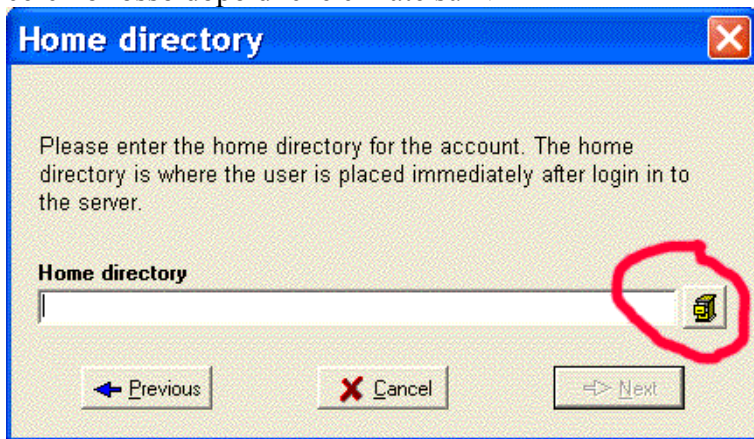 Home directory
Please enter the home directory for the account. The home
directory is where the user is placed immediately after login in to
the server.
Home directory
Previous
Cancel
Next